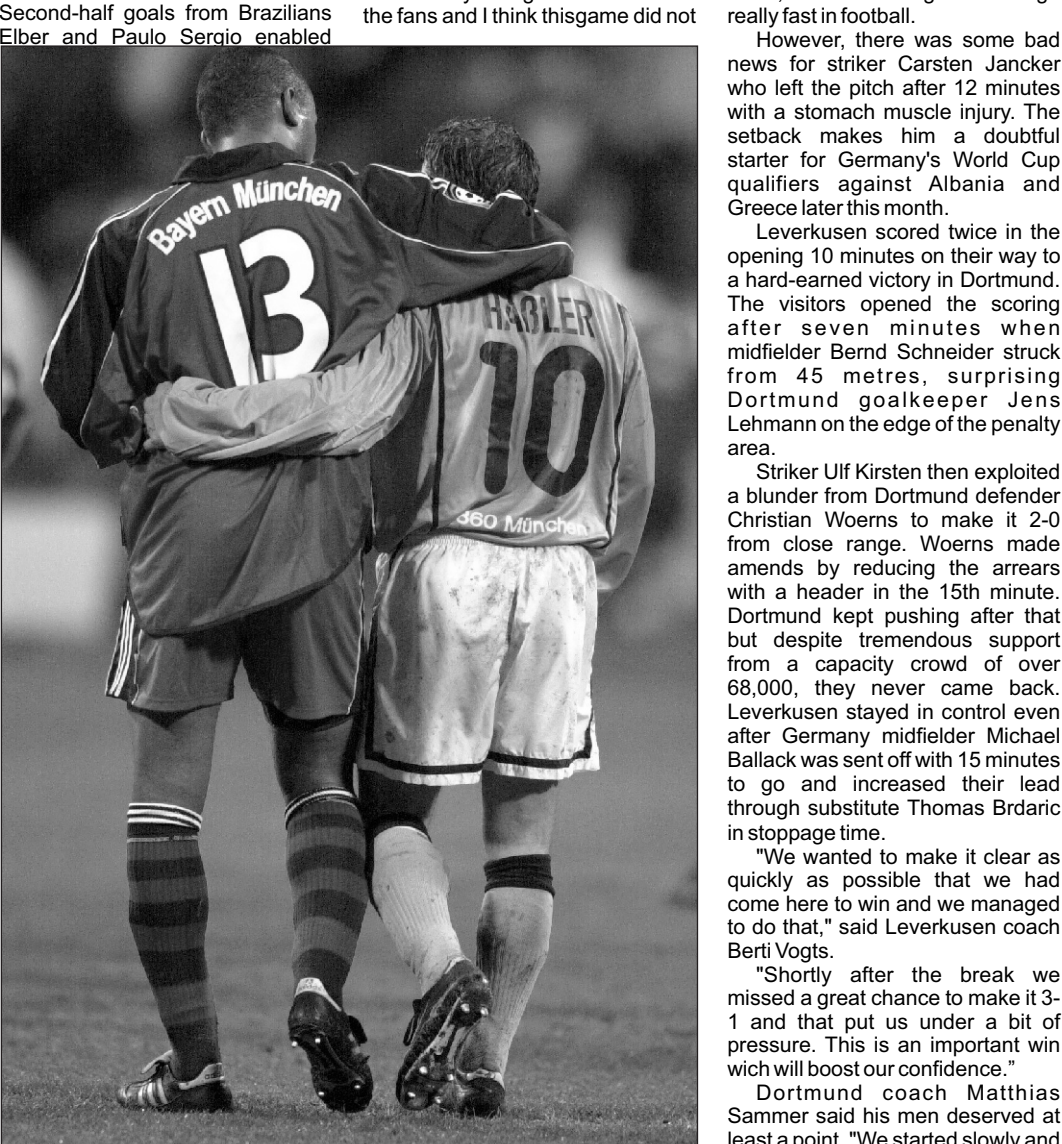 Second-half goals from Brazilians
Elber and Paulo Sergio enabled
the fans and I think thisgame did not
Bayern München
13
HÄßLER
10
860 München
really fast in football.
However, there was some bad
news for striker Carsten Jancker
who left the pitch after 12 minutes
with a stomach muscle injury. The
setback makes him a doubtful
starter for Germany's World Cup
qualifiers against Albania and
Greece later this month.
Leverkusen scored twice in the
opening 10 minutes on their way to
a hard-earned victory in Dortmund.
The visitors opened the scoring
after seven minutes when
midfielder Bernd Schneider struck
from 45 metres, surprising
Dortmund goalkeeper Jens
Lehmann on the edge of the penalty
area.
Striker Ulf Kirsten then exploited
a blunder from Dortmund defender
Christian Woerns to make it 2-0
from close range. Woerns made
amends by reducing the arrears
with a header in the 15th minute.
Dortmund kept pushing after that
but despite tremendous support
from a capacity crowd of over
68,000, they never came back.
Leverkusen stayed in control even
after Germany midfielder Michael
Ballack was sent off with 15 minutes
to go and increased their lead
through substitute Thomas Brdaric
in stoppage time.
"We wanted to make it clear as
quickly as possible that we had
come here to win and we managed
to do that," said Leverkusen coach
Berti Vogts.
"Shortly after the break we
missed a great chance to make it 3-
1 and that put us under a bit of
pressure. This is an important win
wich will boost our confidence.”
Dortmund coach Matthias
Sammer said his men deserved at
least a point. "We started slowly and